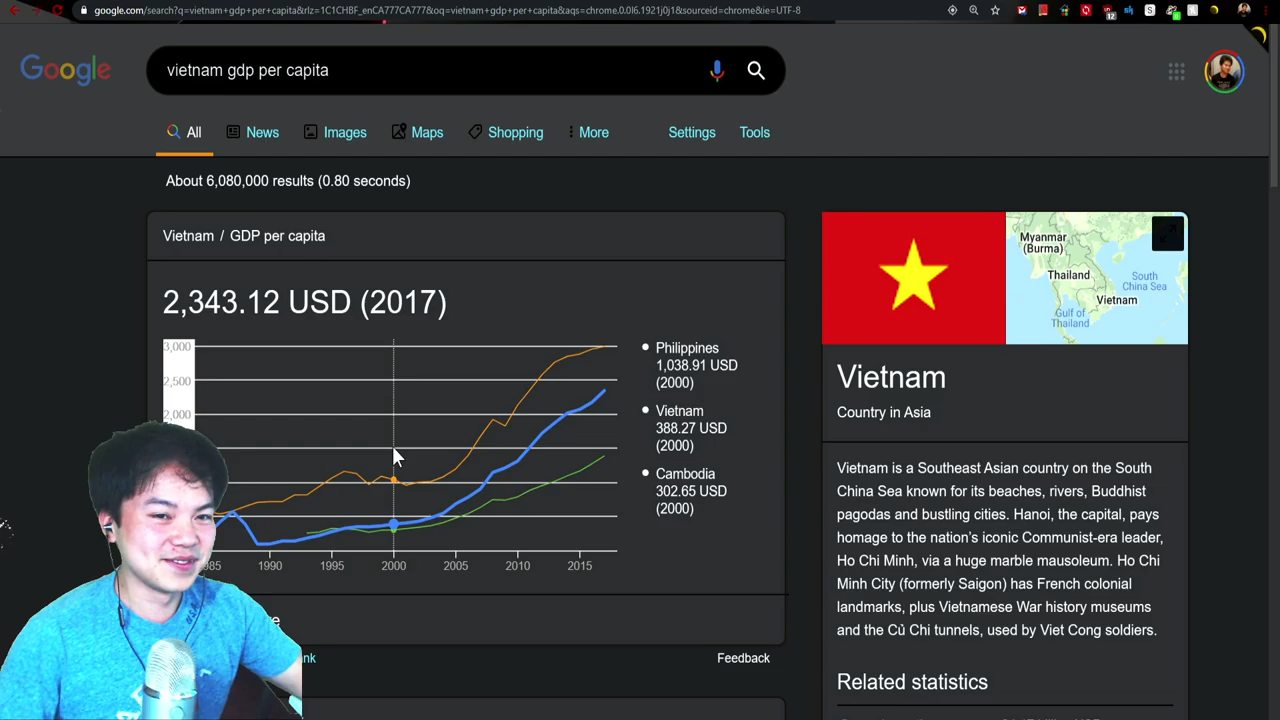 google.com/search?q=vietnam+gdp+per+capita&rlz=1C1CHBF_enCA777CA777&oq=vietnam+gdp+per+capita&aqs=chrome.0.0l6.1921j0j1&sourceid=chrome&ie=UTF-8
12
Google
vietnam gdp per capita
All
News
Images
Maps
Shopping
More
Settings
Tools
About 6,080,000 results (0.80 seconds)
Vietnam / GDP per capita
2,343.12 USD (2017)
3,000
2,500
2,000
1990
1995
2000
2005
2010
2015
Philippines
1,038.91 USD
(2000)
Vietnam
388.27 USD
(2000)
Cambodia
302.65 USD
(2000)
Feedback
Myanmar
(Burma)
Thailand
South
China Sea
Vietnam
Gulf of
Thailand
Vietnam
Country in Asia
Vietnam is a Southeast Asian country on the South
China Sea known for its beaches, rivers, Buddhist
pagodas and bustling cities. Hanoi, the capital, pays
homage to the nation's iconic Communist-era leader,
Ho Chi Minh, via a huge marble mausoleum. Ho Chi
Minh City (formerly Saigon) has French colonial
landmarks, plus Vietnamese War history museums
and the Củ Chi tunnels, used by Viet Cong soldiers.
Related statistics